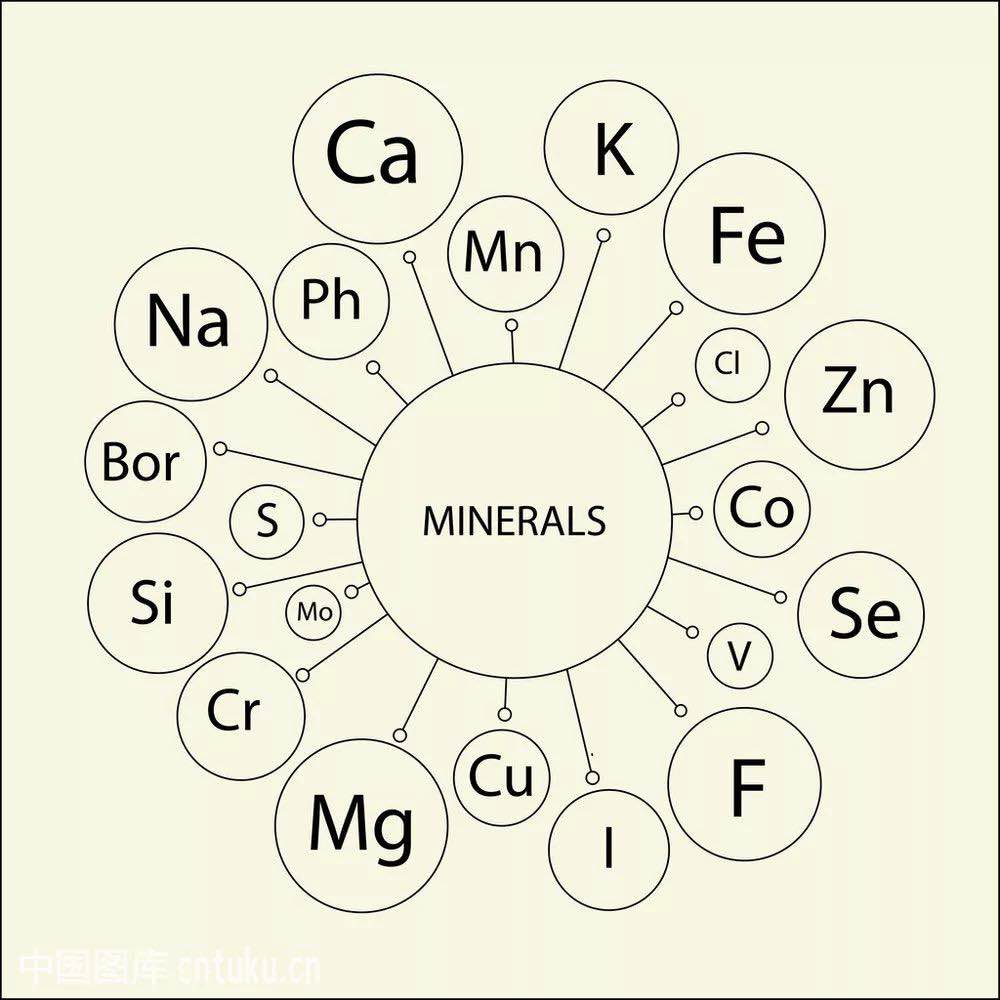 Ca
K
Mn
Fe
Ph
Na
Cl
Zn
Bor
S
MINERALS
Co
Si
Mo
Se
V
Cr
Cu
F
Mg
I
中国图库 cntuku.cn